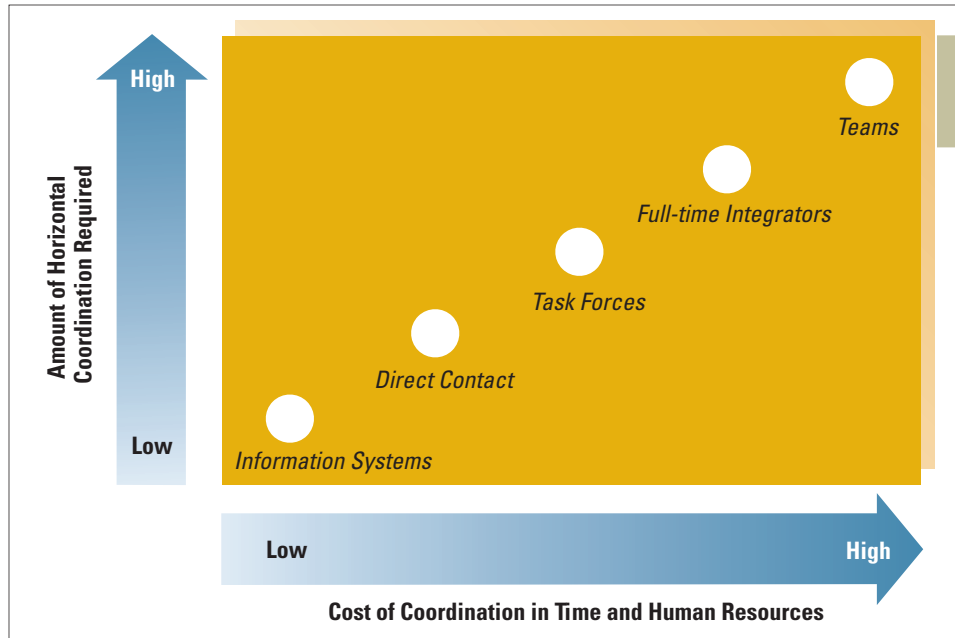 High
Teams
Full-time Integrators
Task Forces
Direct Contact
Information Systems
Amount of Horizontal
Coordination Required
Low
Low
High
Cost of Coordination in Time and Human Resources